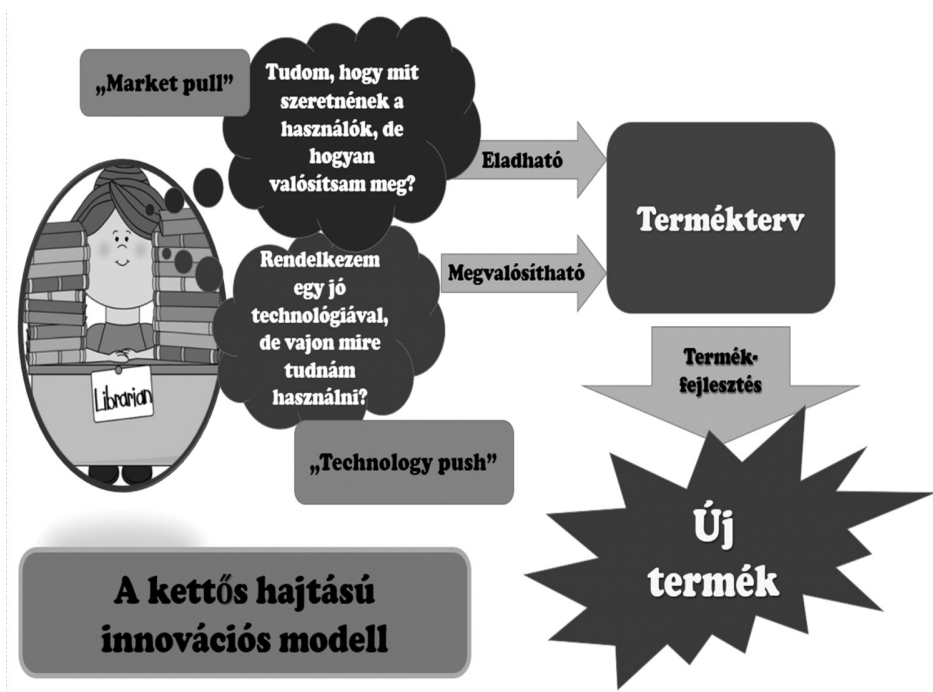 „Market pull”
Tudom, hogy mit
szeretnének a
használók, de
hogyan
valósítsam meg?
Eladható
Rendelkezem
egy jó
technológiával,
de vajon mire
tudnám
használni?
Megvalósítható
„Technology push”
Librarian
Termékterv
Termék-
fejlesztés
Új
termék
A kettős hajtású
innovációs modell